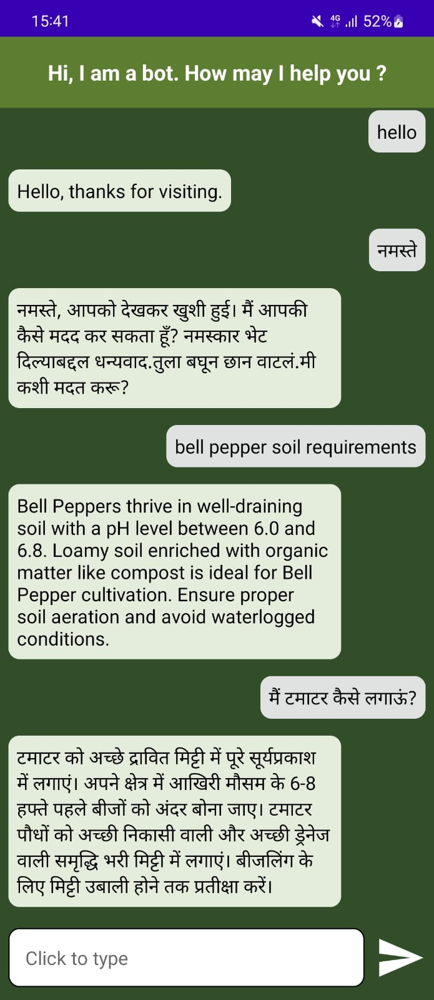 15:41
4G 52%
Hi, I am a bot. How may I help you ?
hello
Hello, thanks for visiting.
नमस्ते
नमस्ते, आपको देखकर खुशी हुई। मैं आपकी
कैसे मदद कर सकता हूँ? नमस्कार भेट
दिल्याबद्दल धन्यवाद.तुला बघून छान वाटलं.मी
कशी मदत करू?
bell pepper soil requirements
Bell Peppers thrive in well-draining
soil with a pH level between 6.0 and
6.8. Loamy soil enriched with organic
matter like compost is ideal for Bell
Pepper cultivation. Ensure proper
soil aeration and avoid waterlogged
conditions.
मैं टमाटर कैसे लगाऊं?
टमाटर को अच्छे द्रावित मिट्टी में पूरे सूर्यप्रकाश
में लगाएं। अपने क्षेत्र में आखिरी मौसम के 6-8
हफ्ते पहले बीजों को अंदर बोना जाए। टमाटर
पौधों को अच्छी निकासी वाली और अच्छी ड्रेनेज
वाली समृद्धि भरी मिट्टी में लगाएं। बीजलिंग के
लिए मिट्टी उबाली होने तक प्रतीक्षा करें।
Click to type